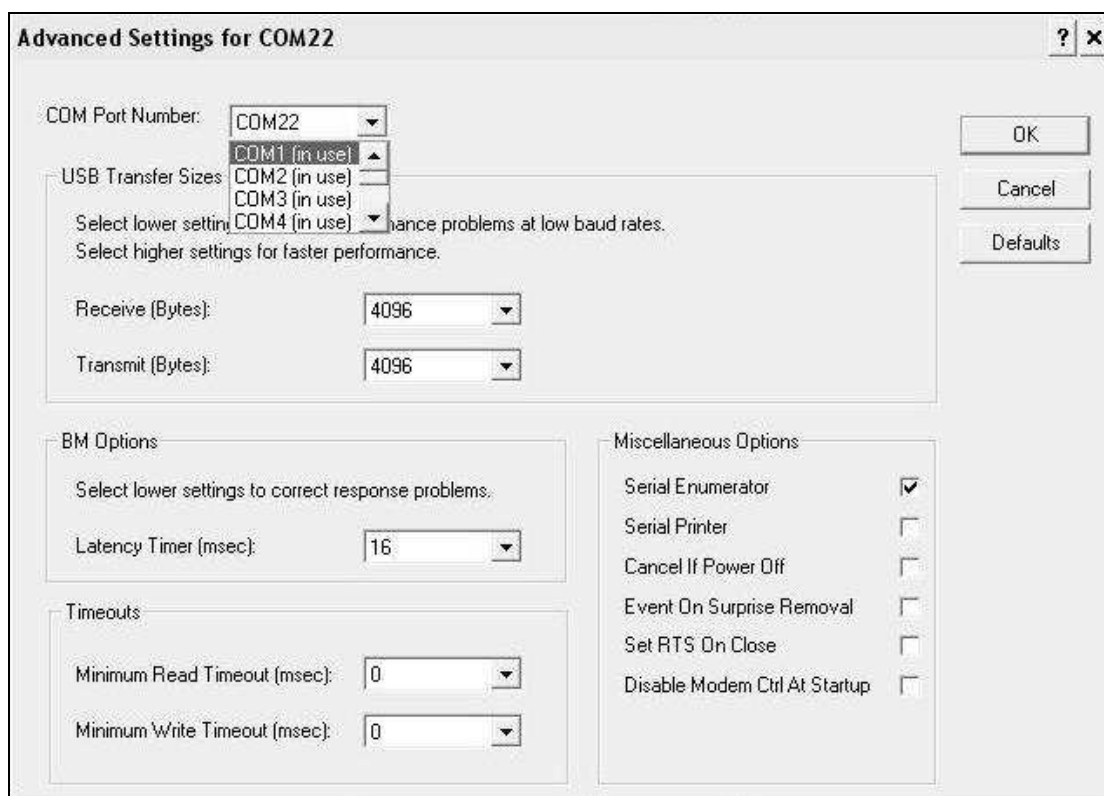 Advanced Settings for COM22
? ×
COM Port Number: COM22
COM1 (in use)
COM2 (in use)
COM3 (in use)
COM4 (in use)
OK
Cancel
Defaults
USB Transfer Sizes
Select lower settin mance problems at low baud rates.
Select higher settings for faster performance.
Receive (Bytes): 4096
Transmit (Bytes): 4096
BM Options
Select lower settings to correct response problems.
Latency Timer (msec): 16
Timeouts
Minimum Read Timeout (msec): 0
Minimum Write Timeout (msec): 0
Miscellaneous Options
Serial Enumerator
Serial Printer
Cancel If Power Off
Event On Surprise Removal
Set RTS On Close
Disable Modem Ctrl At Startup